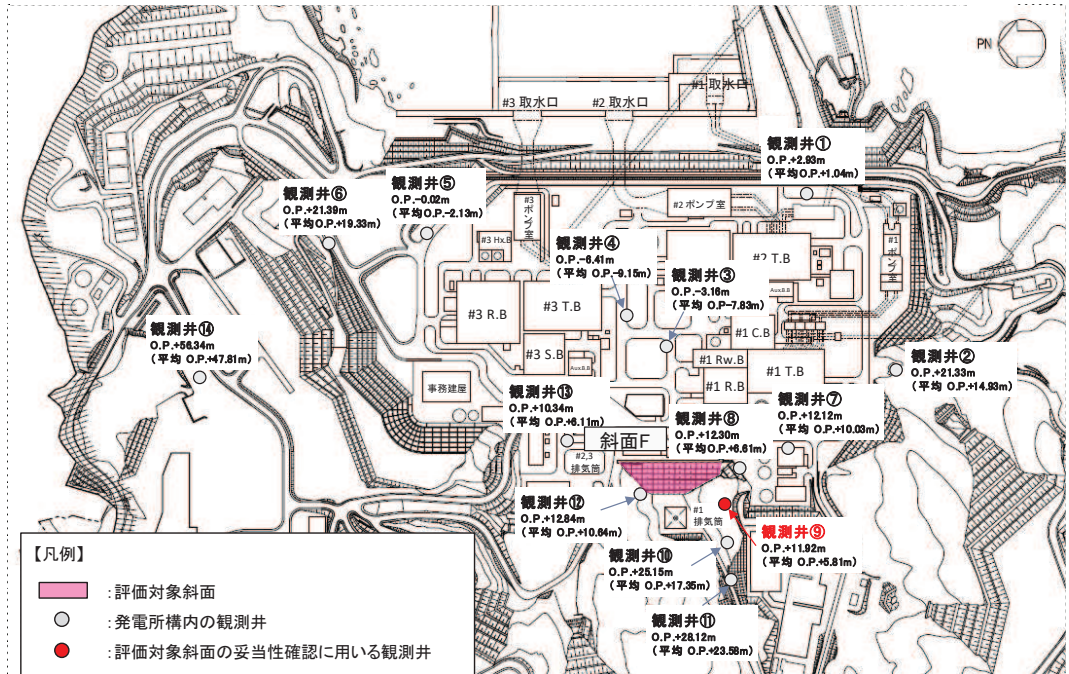 PN
#1 取水口
#3 取水口
#2 取水口
観測井①
O.P.+2.93m
(平均O.P.+1.04m)
観測井⑤
O.P.-0.02m
(平均O.P.-2.13m)
観測井⑥
O.P.+21.39m
(平均O.P.+19.33m)
#3
ポンプ室
#2 ポンプ室
#1
ポンプ室
#3 Hx.B
観測井④
O.P.-6.41m
(平均 O.P.-9.15m)
#2 T.B
観測井③
O.P.-3.16m
(平均 O.P-7.83m)
Aux.B.B
#3 R.B
#3 T.B
#1 C.B
観測井⑭
O.P.+56.34m
(平均 O.P.+47.81m)
#3 S.B
Aux.B.B
#1 Rw.B
#1 R.B
#1 T.B
観測井②
O.P.+21.33m
(平均 O.P.+14.93m)
事務建屋
観測井⑬
O.P.+10.34m
(平均 O.P.+6.11m)
観測井⑦
O.P.+12.12m
(平均 O.P.+10.03m)
観測井⑧
O.P.+12.30m
(平均 O.P.+6.61m)
斜面F
#2,3
排気筒
観測井⑫
O.P.+12.84m
(平均 O.P.+10.64m)
#1
排気筒
観測井⑨
O.P.+11.92m
(平均 O.P.+5.81m)
観測井⑩
O.P.+25.15m
(平均 O.P.+17.35m)
観測井⑪
O.P.+28.12m
(平均 O.P.+23.58m)
【凡例】
:評価対象斜面
:発電所構内の観測井
:評価対象斜面の妥当性確認に用いる観測井